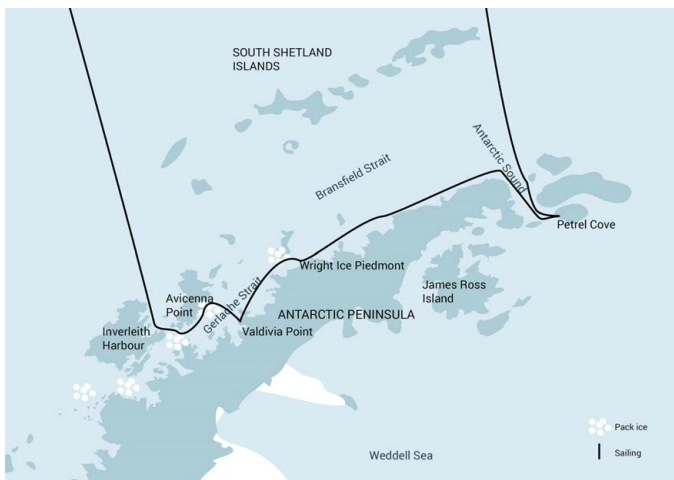 SOUTH SHETLAND
ISLANDS
Antarctic Sound
Bransfield Strait
Petrel Cove
Wright Ice Piedmont
James Ross
Island
Avicenna
Point
Gerlache Strait
ANTARCTIC PENINSULA
Inverleith
Harbour
Valdivia Point
Pack ice
Sailing
Weddell Sea